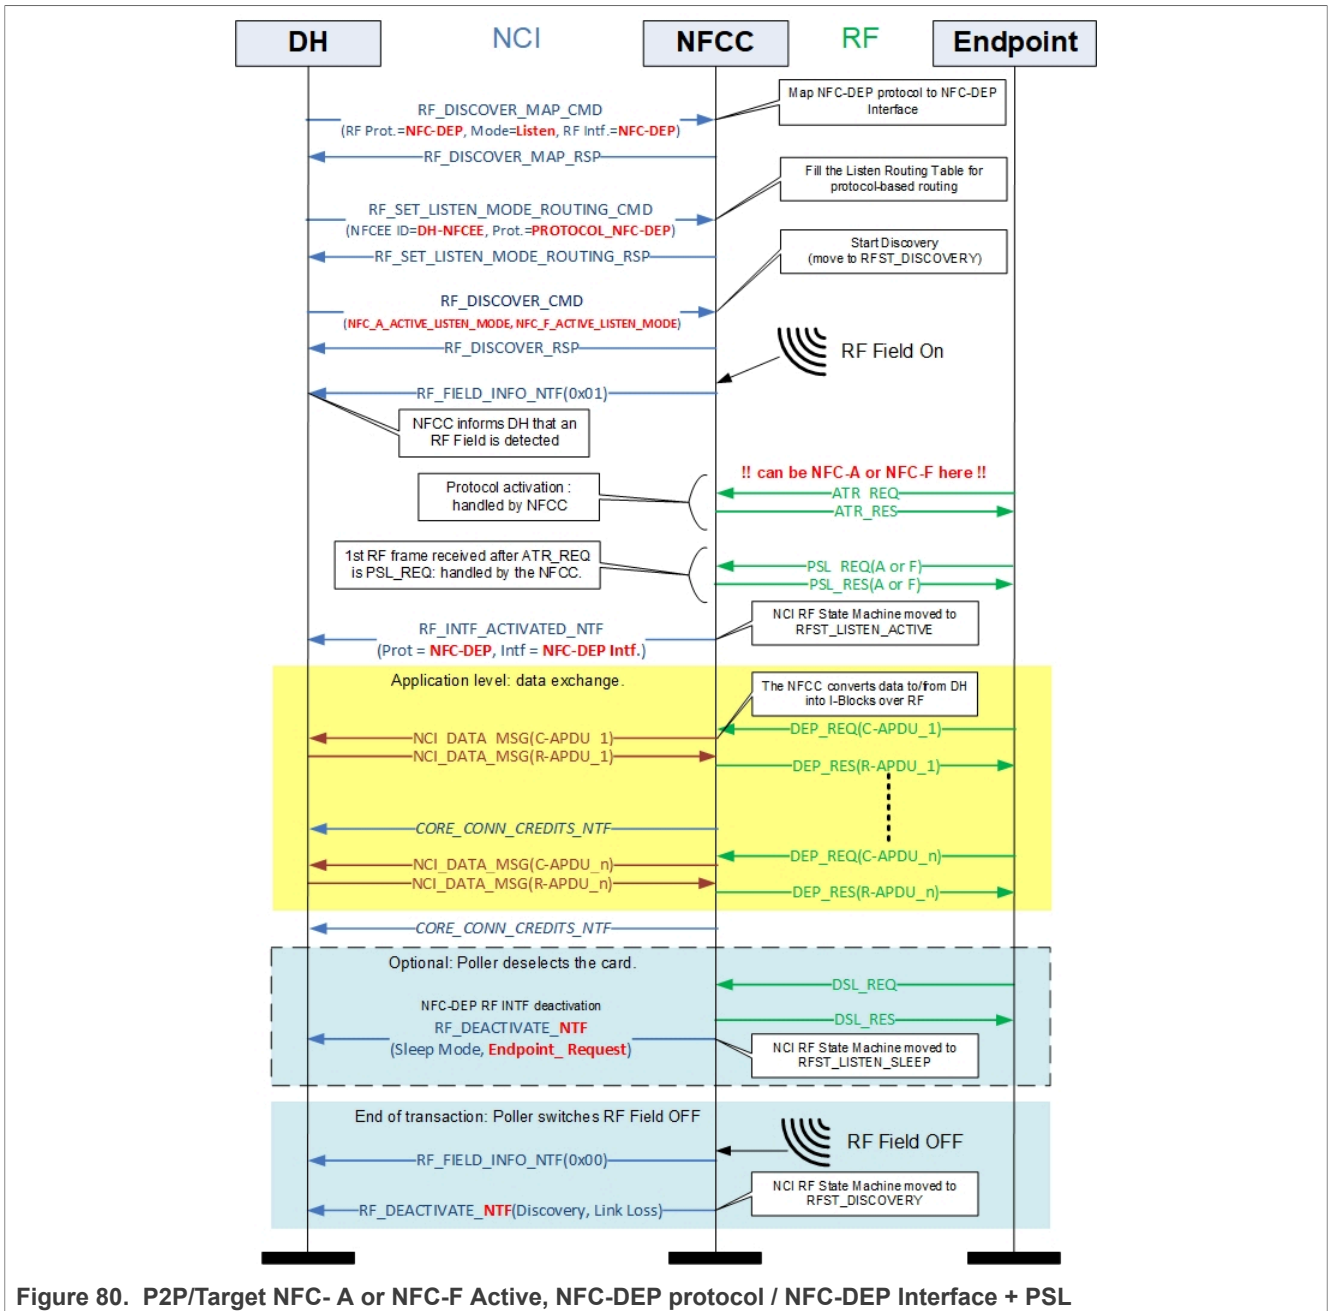 DH
NCI
NFCC
RF
Endpoint
Map NFC-DEP protocol to NFC-DEP
Interface
RF_DISCOVER_MAP_CMD
(RF Prot.=NFC-DEP, Mode=Listen, RF Intf.=NFC-DEP)
RF_DISCOVER_MAP_RSP
Fill the Listen Routing Table for
protocol-based routing
RF_SET_LISTEN_MODE_ROUTING_CMD
(NFCEE ID=DH-NFCEE, Prot.=PROTOCOL_NFC-DEP)
RF_SET_LISTEN_MODE_ROUTING_RSP
Start Discovery
(move to RFST_DISCOVERY)
RF_DISCOVER_CMD
(NFC_A_ACTIVE_LISTEN_MODE, NFC_F_ACTIVE_LISTEN_MODE)
RF_DISCOVER_RSP
RF Field On
RF_FIELD_INFO_NTF(0x01)
NFCC informs DH that an
RF Field is detected
!! can be NFC-A or NFC-F here !!
Protocol activation :
handled by NFCC
ATR_REQ
ATR_RES
1st RF frame received after ATR_REQ
is PSL_REQ: handled by the NFCC.
PSL_REQ(A or F)
PSL_RES(A or F)
NCI RF State Machine moved to
RFST_LISTEN_ACTIVE
RF_INTF_ACTIVATED_NTF
(Prot = NFC-DEP, Intf = NFC-DEP Intf.)
Application level: data exchange.
The NFCC converts data to/from DH
into I-Blocks over RF
DEP_REQ(C-APDU_1)
NCI_DATA_MSG(C-APDU_1)
NCI_DATA_MSG(R-APDU_1)
DEP_RES(R-APDU_1)
CORE_CONN_CREDITS_NTF
DEP_REQ(C-APDU_n)
NCI_DATA_MSG(C-APDU_n)
NCI_DATA_MSG(R-APDU_n)
DEP_RES(R-APDU_n)
CORE_CONN_CREDITS_NTF
Optional: Poller deselects the card.
DSL_REQ
NFC-DEP RF INTF deactivation
DSL_RES
RF_DEACTIVATE_NTF
(Sleep Mode, Endpoint_ Request)
NCI RF State Machine moved to
RFST_LISTEN_SLEEP
End of transaction: Poller switches RF Field OFF
RF Field OFF
RF_FIELD_INFO_NTF(0x00)
NCI RF State Machine moved to
RFST_DISCOVERY
RF_DEACTIVATE_NTF(Discovery, Link Loss)
Figure 80. P2P/Target NFC- A or NFC-F Active, NFC-DEP protocol / NFC-DEP Interface + PSL